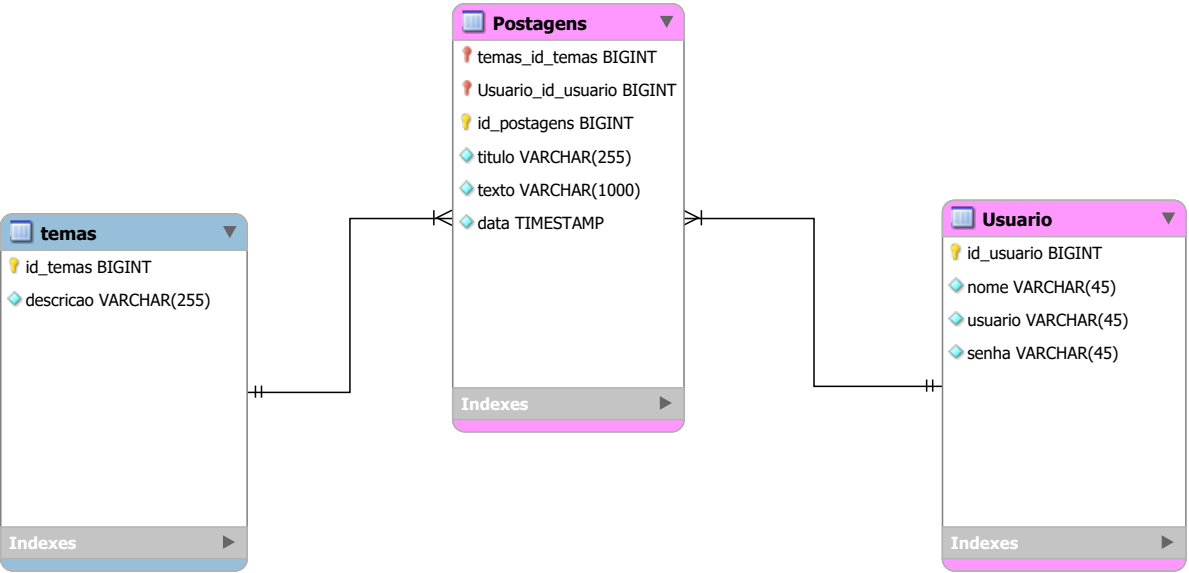 Postagens
temas_id_temas BIGINT
Usuario_id_usuario BIGINT
id_postagens BIGINT
titulo VARCHAR(255)
texto VARCHAR(1000)
data TIMESTAMP
Indexes
temas
id_temas BIGINT
descricao VARCHAR(255)
Indexes
Usuario
id_usuario BIGINT
nome VARCHAR(45)
usuario VARCHAR(45)
senha VARCHAR(45)
Indexes